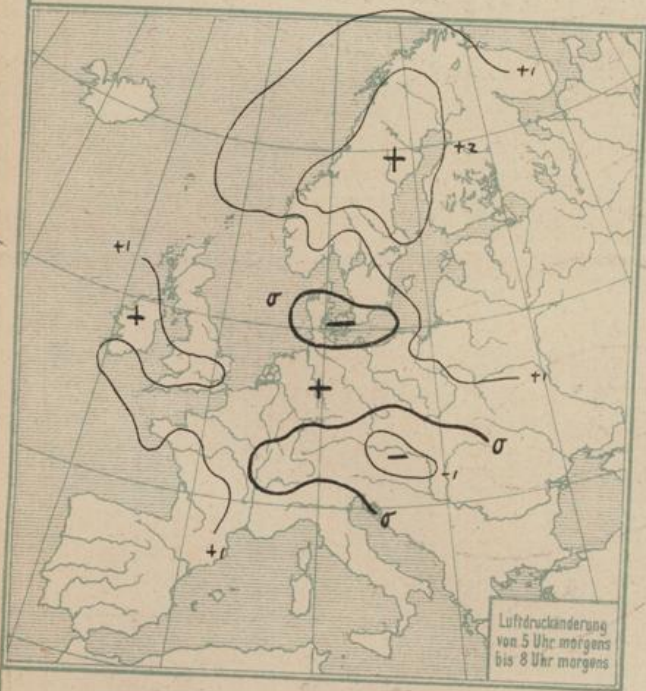 +1
+
+2
+1
+
σ
−
+
+1
σ
−
-1
σ
+1
Luftdruckänderung
von 5 Uhr morgens
bis 8 Uhr morgens